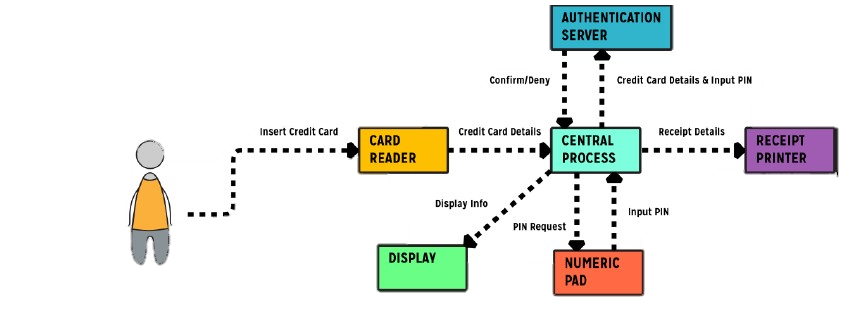 AUTHENTICATION
SERVER
Confirm/Deny
Credit Card Details & Input PIN
Insert Credit Card
CARD
READER
Credit Card Details
CENTRAL
PROCESS
Receipt Details
RECEIPT
PRINTER
Display Info
PIN Request
Input PIN
DISPLAY
NUMERIC
PAD